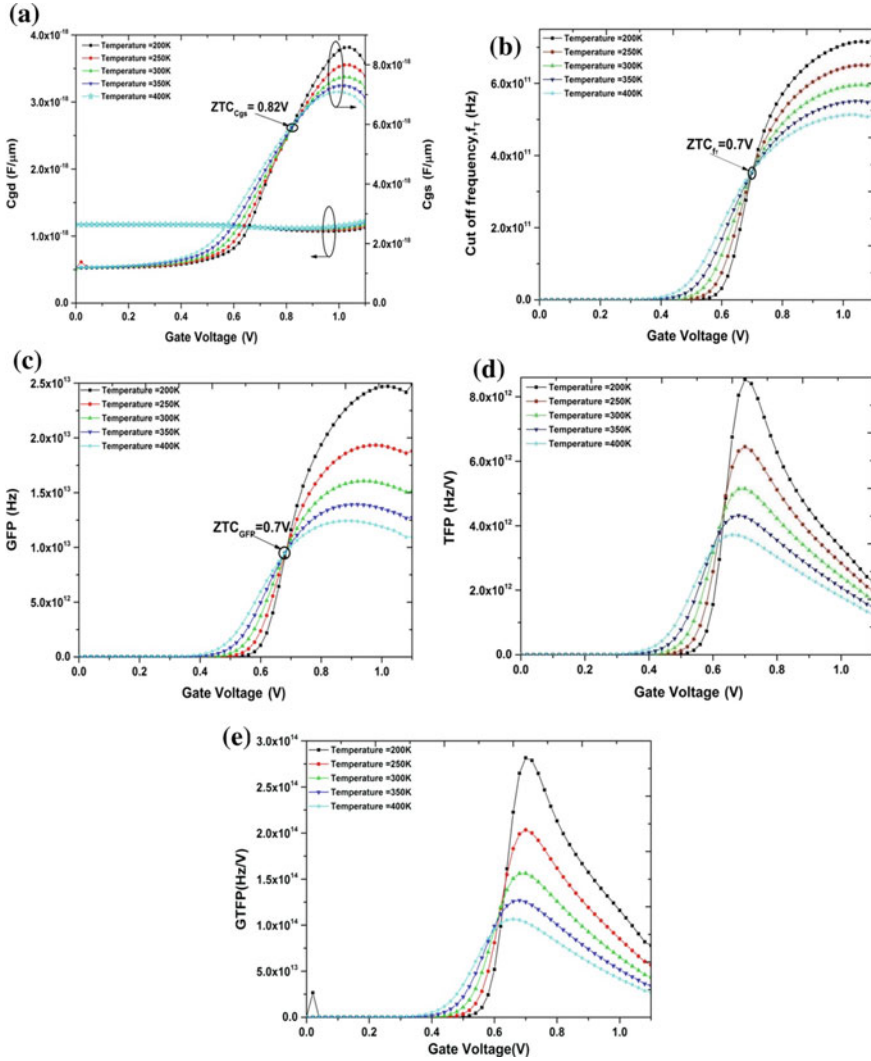 (a)
4.0x10-18
3.0x10-18
2.0x10-18
1.0x10-18
0.0
Cgd (F/μm)
Temperature =200K
Temperature =250K
Temperature =300K
Temperature =350K
Temperature =400K
ZTCCgs = 0.82V
8.0x10-18
6.0x10-18
4.0x10-18
2.0x10-18
0.0
Cgs (F/μm)
0.0 0.2 0.4 0.6 0.8 1.0
Gate Voltage (V)
(b)
6.0x1011
4.0x1011
2.0x1011
0.0
Cut off frequency,fT (Hz)
Temperature =200K
Temperature =250K
Temperature =300K
Temperature =350K
Temperature =400K
ZTCfT=0.7V
0.0 0.2 0.4 0.6 0.8 1.0
Gate Voltage (V)
(c)
2.5x1013
2.0x1013
1.5x1013
1.0x1013
5.0x1012
0.0
GFP (Hz)
Temperature =200K
Temperature =250K
Temperature =300K
Temperature =350K
Temperature =400K
ZTCGFP=0.7V
0.0 0.2 0.4 0.6 0.8 1.0
Gate Voltage (V)
(d)
8.0x1012
6.0x1012
4.0x1012
2.0x1012
0.0
TFP (Hz/V)
Temperature =200K
Temperature =250K
Temperature =300K
Temperature =350K
Temperature =400K
0.0 0.2 0.4 0.6 0.8 1.0
Gate Voltage (V)
(e)
3.0x1014
2.5x1014
2.0x1014
1.5x1014
1.0x1014
5.0x1013
0.0
GTFP(Hz/V)
Temperature =200K
Temperature =250K
Temperature =300K
Temperature =350K
Temperature =400K
0.0 0.2 0.4 0.6 0.8 1.0
Gate Voltage(V)